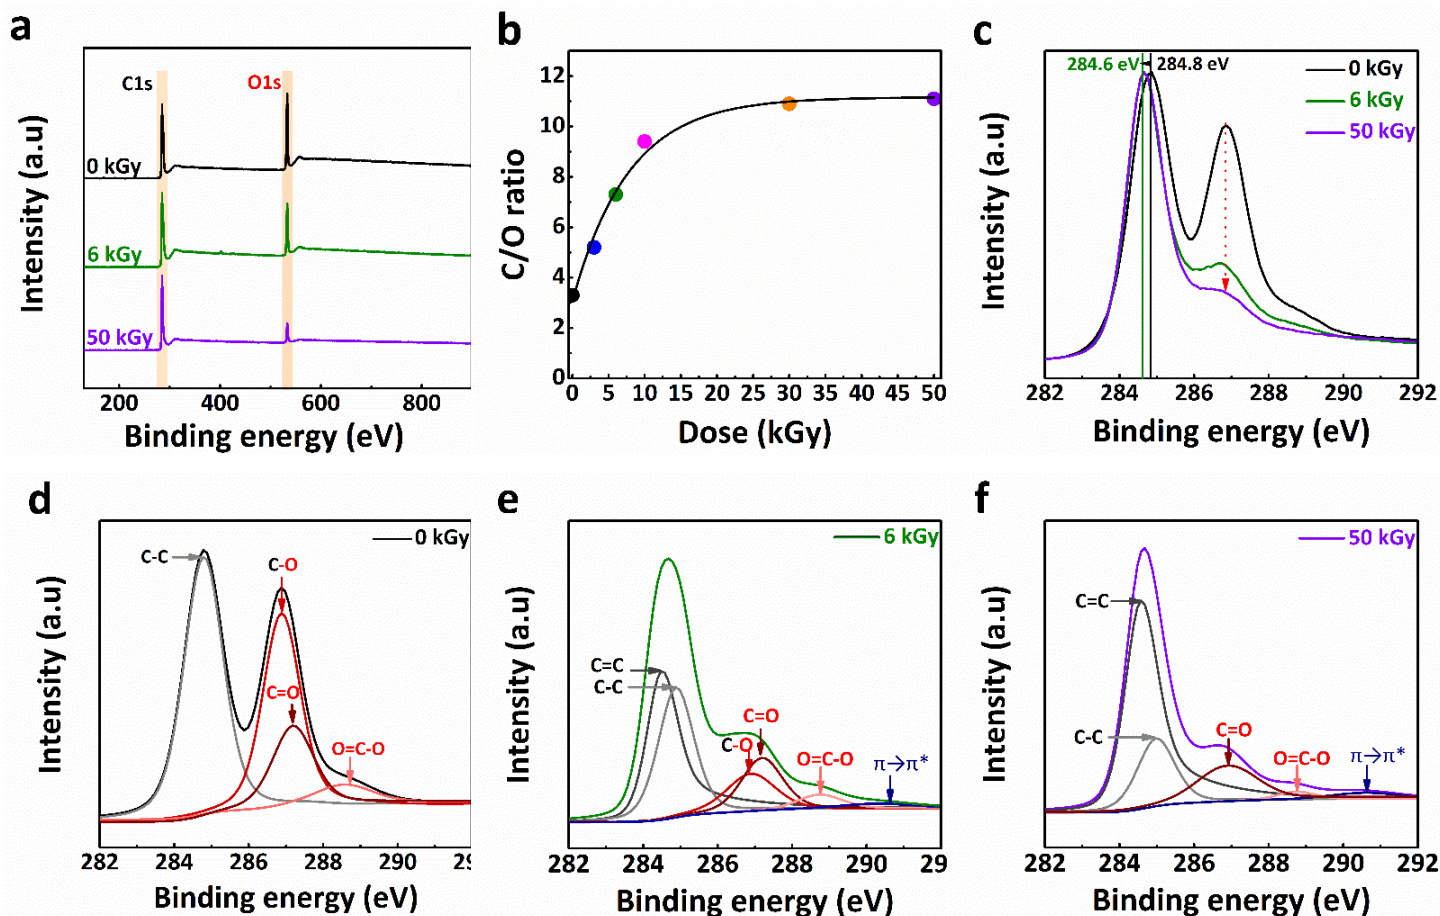 a
C1s
O1s
0 kGy
6 kGy
50 kGy
Intensity (a.u)
200 400 600 800
Binding energy (eV)
b
12
10
8
6
4
2
0
C/O ratio
0 5 10 15 20 25 30 35 40 45 50
Dose (kGy)
c
284.6 eV 284.8 eV
0 kGy
6 kGy
50 kGy
Intensity (a.u)
282 284 286 288 290 292
Binding energy (eV)
d
0 kGy
C-C
C-O
C=O
O=C-O
Intensity (a.u)
282 284 286 288 290 29
Binding energy (eV)
e
6 kGy
C=C
C-C
C=O
C-O
O=C-O
π→π*
Intensity (a.u)
282 284 286 288 290 29
Binding energy (eV)
f
50 kGy
C=C
C-C
C=O
O=C-O
π→π*
Intensity (a.u)
282 284 286 288 290 292
Binding energy (eV)